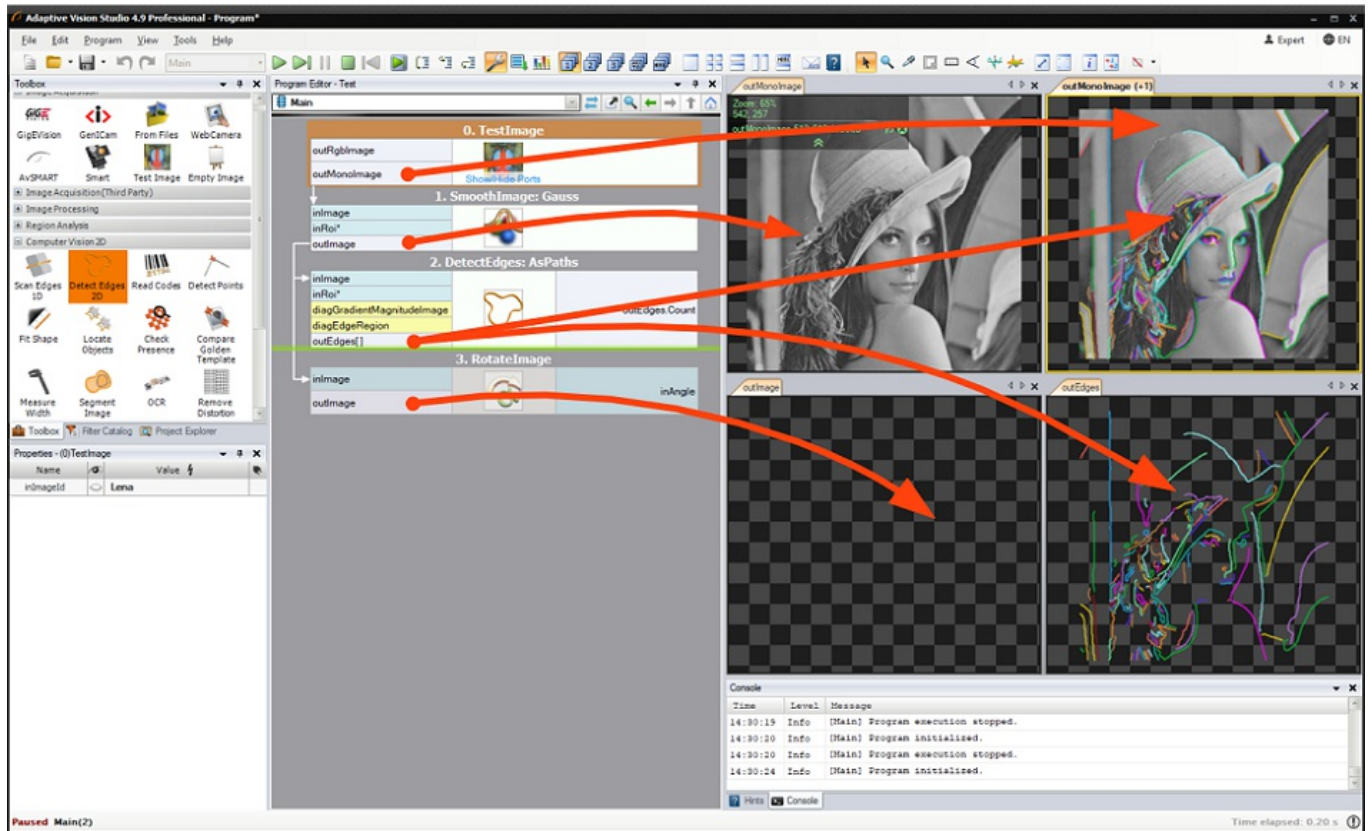 Adaptive Vision Studio 4.9 Professional - Program*
File Edit Program View Tools Help
Expert EN
Main
Toolbox
Image Acquisition
GigEVision GenICam From Files WebCamera
AvSMART Smart Test Image Empty Image
Image Acquisition(Third Party)
Image Processing
Region Analysis
Computer Vision 2D
Scan Edges 1D Detect Edges 2D Read Codes Detect Points
Fit Shape Locate Objects Check Presence Compare Golden Template
Measure Width Segment Image OCR Remove Distortion
Toolbox Filter Catalog Project Explorer
Properties - (0)TestImage
Name Value
inImageId Lena
Program Editor - Test
Main
0. TestImage
outRgbImage
outMonoImage
Show/Hide Ports
1. SmoothImage: Gauss
inImage
inRoi*
outImage
2. DetectEdges: AsPaths
inImage
inRoi*
diagGradientMagnitudeImage
outEdges.Count
diagEdgeRegion
outEdges[]
3. RotateImage
inImage
inAngle
outImage
outMonoImage
Zoom: 65%
542, 257
outMonoImage
outMonoImage (+1)
outImage
outEdges
Console
Time Level Message
14:30:19 Info [Main] Program execution stopped.
14:30:20 Info [Main] Program initialized.
14:30:20 Info [Main] Program execution stopped.
14:30:24 Info [Main] Program initialized.
Hints Console
Paused Main(2)
Time elapsed: 0.20 s